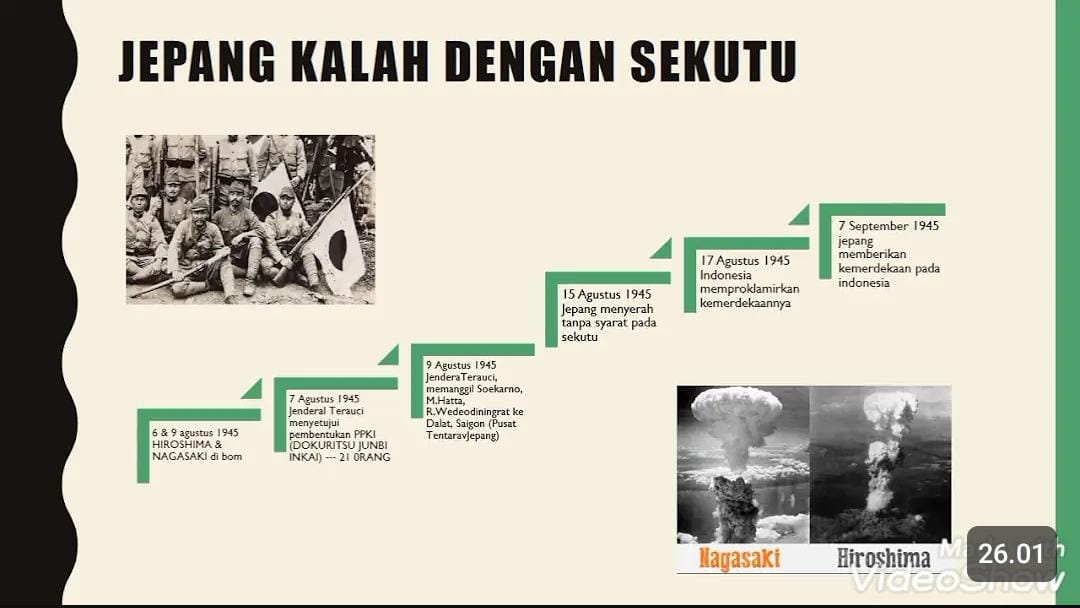 JEPANG KALAH DENGAN SEKUTU
6 & 9 agustus 1945
HIROSHIMA &
NAGASAKI di bom
7 Agustus 1945
Jenderal Terauci
menyetujui
pembentukan PPKI
(DOKURITSU JUNBI
INKAI) --- 21 0RANG
9 Agustus 1945
JenderaTerauci,
memanggil Soekarno,
M.Hatta,
R.Wedeodiningrat ke
Dalat, Saigon (Pusat
TentaravJepang)
15 Agustus 1945
Jepang menyerah
tanpa syarat pada
sekutu
17 Agustus 1945
Indonesia
memproklamirkan
kemerdekaannya
7 September 1945
jepang
memberikan
kemerdekaan pada
indonesia
Nagasaki
Hiroshima
26.01
VideoShow